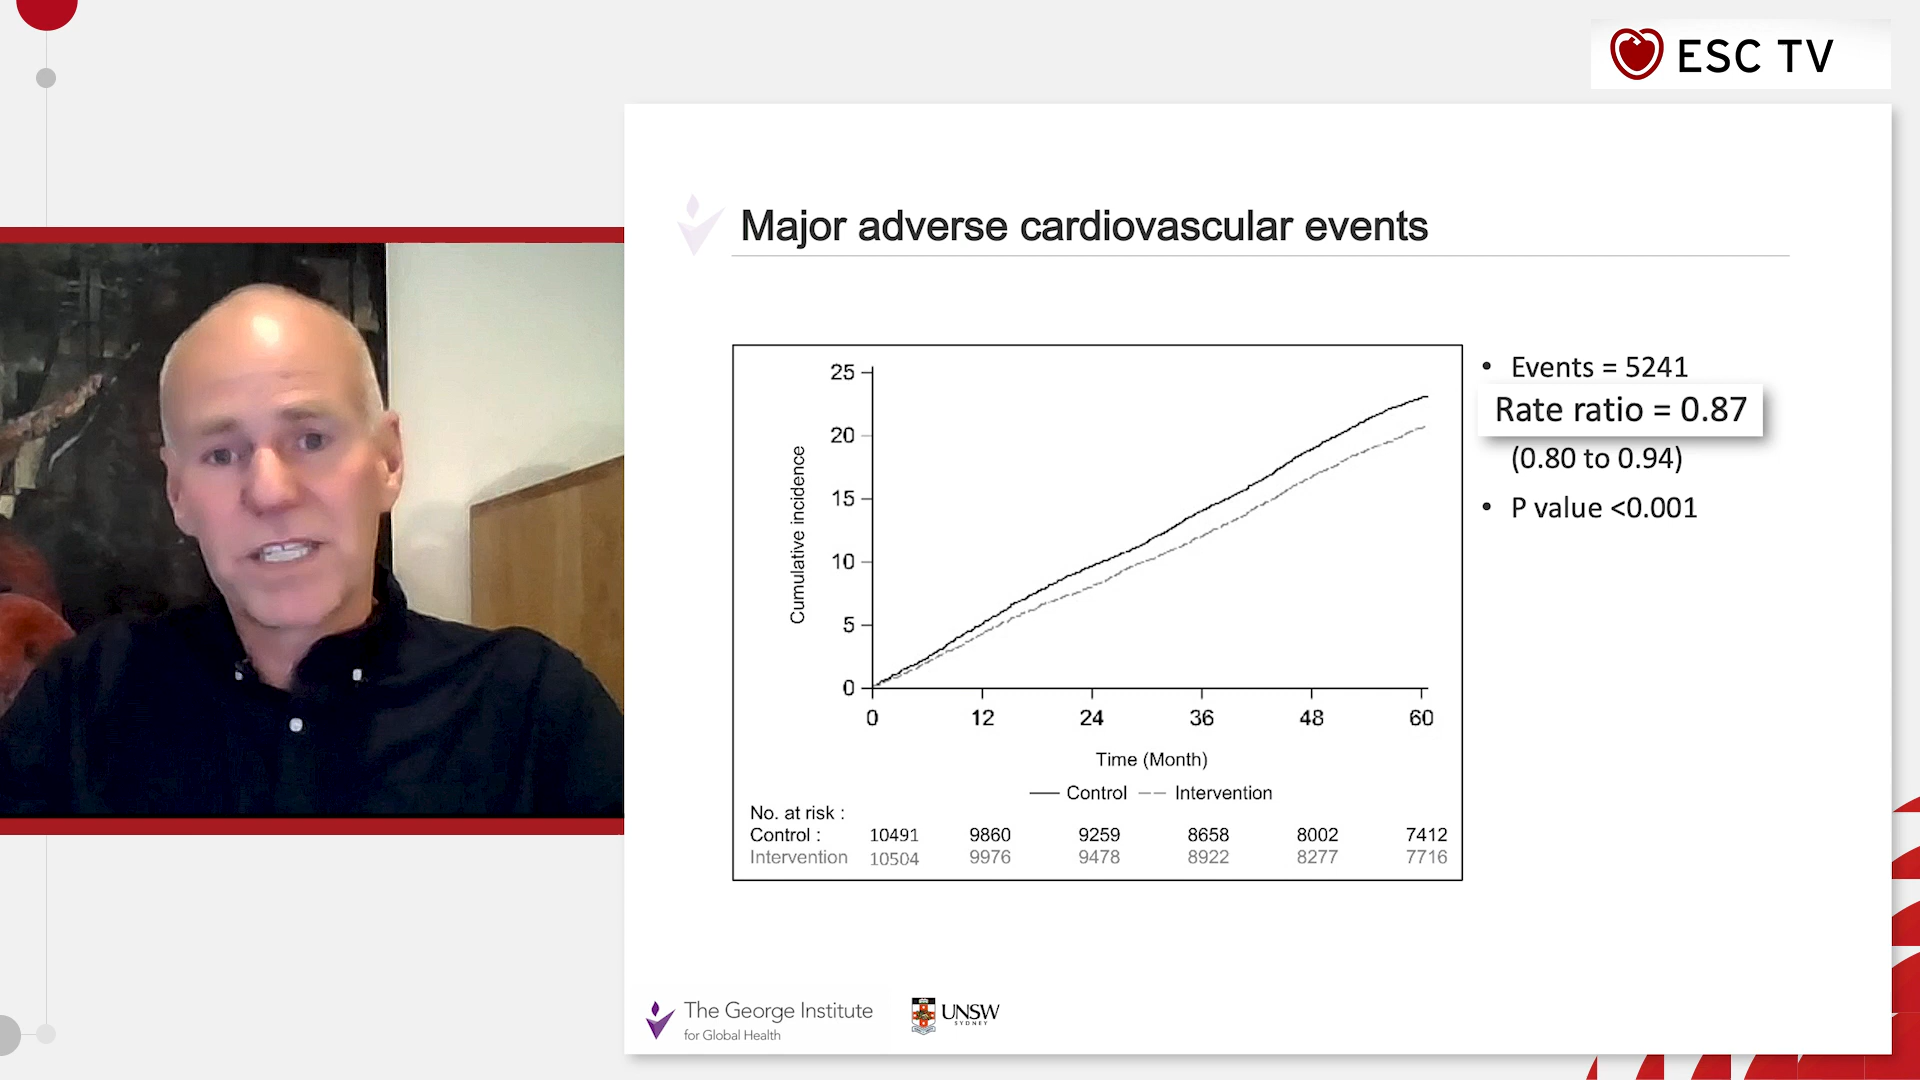 ESC TV
Major adverse cardiovascular events
25
20
15
10
5
0
Cumulative incidence
0 12 24 36 48 60
Time (Month)
Control Intervention
No. at risk :
Control : 10491 9860 9259 8658 8002 7412
Intervention 10504 9976 9478 8922 8277 7716
• Events = 5241
Rate ratio = 0.87
(0.80 to 0.94)
• P value <0.001
The George Institute
for Global Health
UNSW
SYDNEY